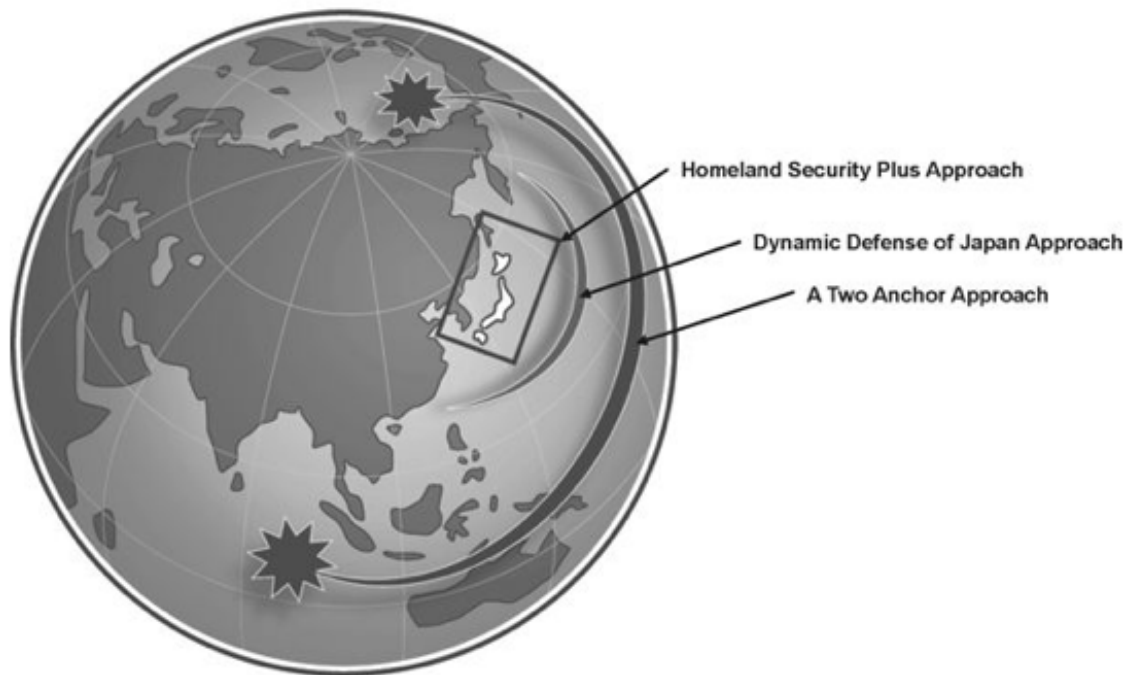 Homeland Security Plus Approach
Dynamic Defense of Japan Approach
A Two Anchor Approach